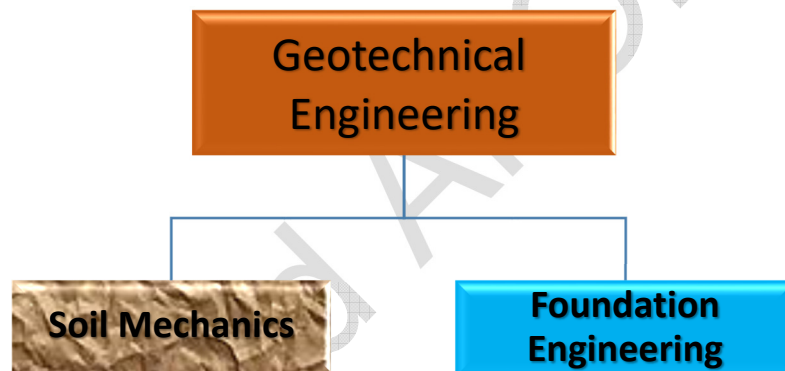 Geotechnical
Engineering
Soil Mechanics
Foundation
Engineering